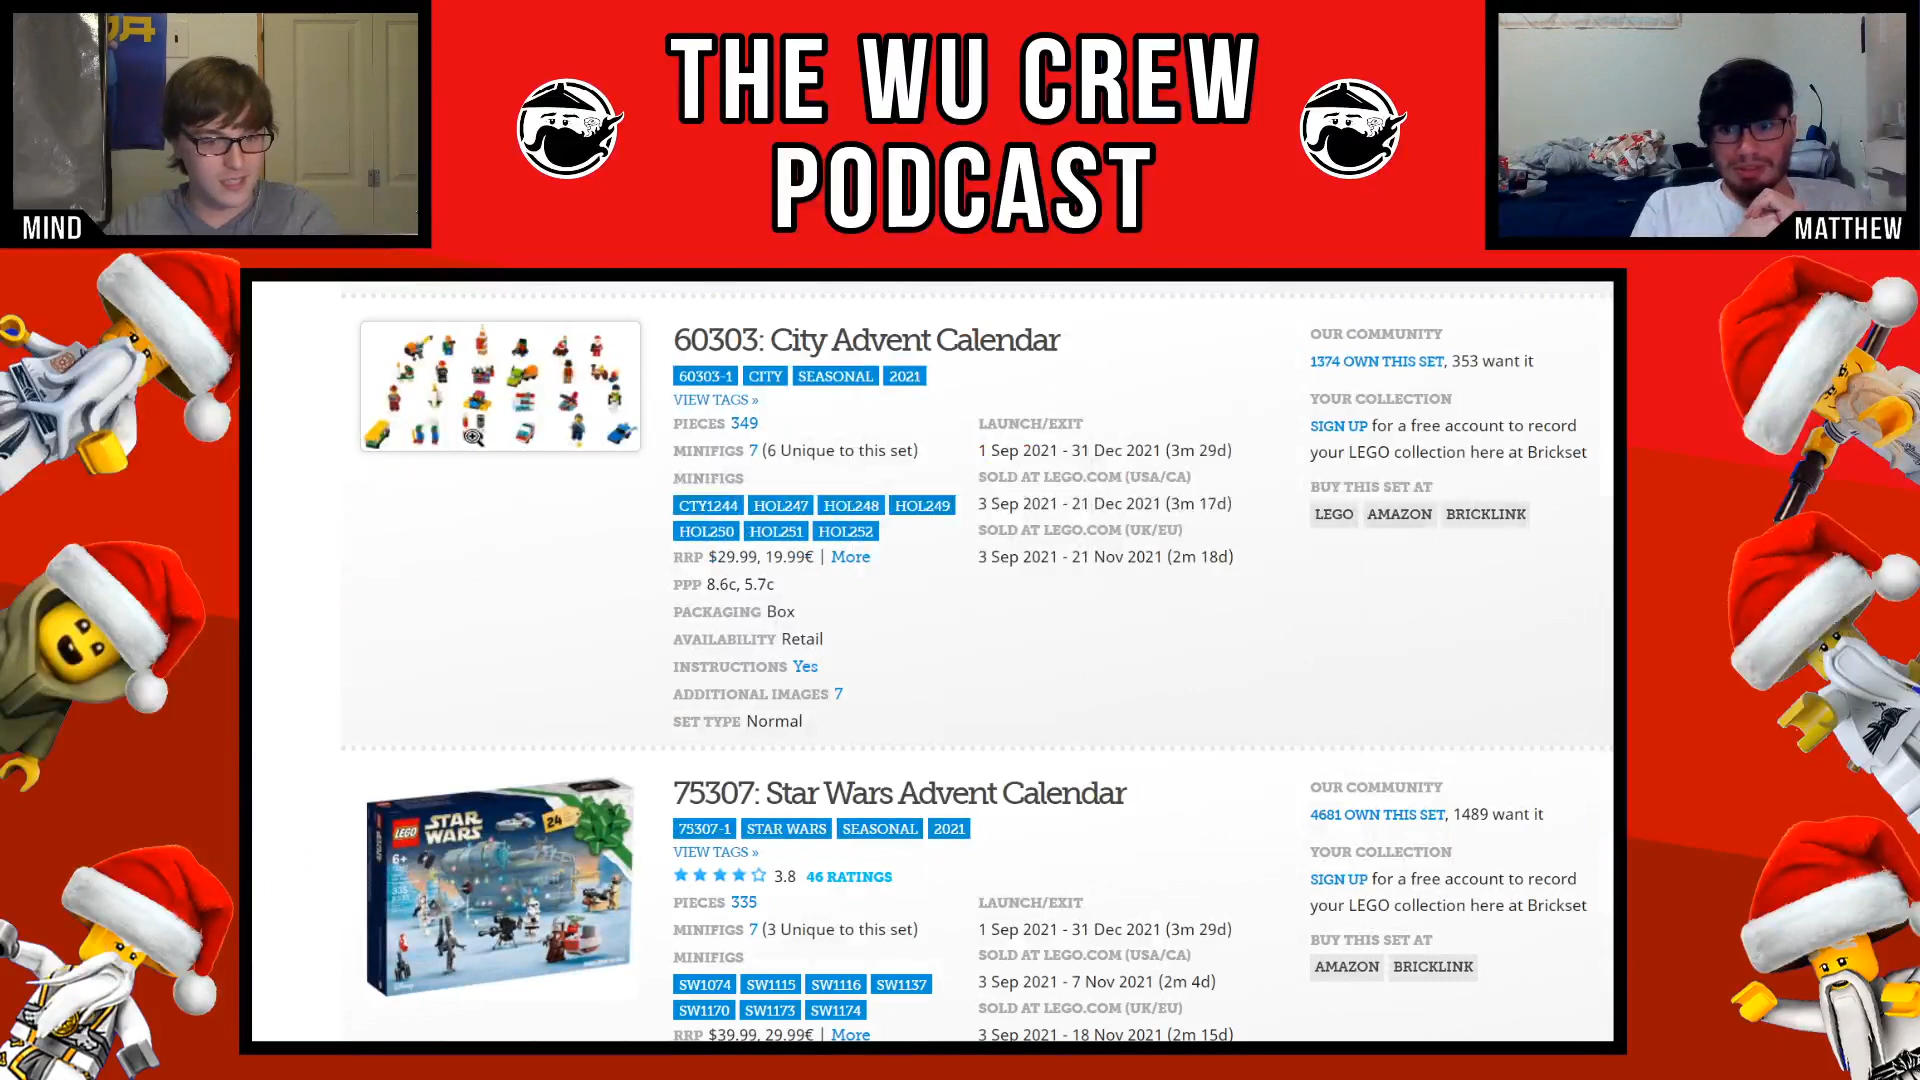 THE WU CREW
PODCAST
MIND
MATTHEW
60303: City Advent Calendar
60303-1 CITY SEASONAL 2021
VIEW TAGS »
PIECES 349
MINIFIGS 7 (6 Unique to this set)
MINIFIGS
CTY1244 HOL247 HOL248 HOL249
HOL250 HOL251 HOL252
RRP $29.99, 19.99€ | More
PPP 8.6c, 5.7c
PACKAGING Box
AVAILABILITY Retail
INSTRUCTIONS Yes
ADDITIONAL IMAGES 7
SET TYPE Normal
LAUNCH/EXIT
1 Sep 2021 - 31 Dec 2021 (3m 29d)
SOLD AT LEGO.COM (USA/CA)
3 Sep 2021 - 21 Dec 2021 (3m 17d)
SOLD AT LEGO.COM (UK/EU)
3 Sep 2021 - 21 Nov 2021 (2m 18d)
OUR COMMUNITY
1374 OWN THIS SET, 353 want it
YOUR COLLECTION
SIGN UP for a free account to record
your LEGO collection here at Brickset
BUY THIS SET AT
LEGO AMAZON BRICKLINK
LEGO STAR WARS 24
6+
335
75307: Star Wars Advent Calendar
75307-1 STAR WARS SEASONAL 2021
VIEW TAGS »
3.8 46 RATINGS
PIECES 335
MINIFIGS 7 (3 Unique to this set)
MINIFIGS
SW1074 SW1115 SW1116 SW1137
SW1170 SW1173 SW1174
RRP $39.99, 29.99€ | More
LAUNCH/EXIT
1 Sep 2021 - 31 Dec 2021 (3m 29d)
SOLD AT LEGO.COM (USA/CA)
3 Sep 2021 - 7 Nov 2021 (2m 4d)
SOLD AT LEGO.COM (UK/EU)
3 Sep 2021 - 18 Nov 2021 (2m 15d)
OUR COMMUNITY
4681 OWN THIS SET, 1489 want it
YOUR COLLECTION
SIGN UP for a free account to record
your LEGO collection here at Brickset
BUY THIS SET AT
AMAZON BRICKLINK